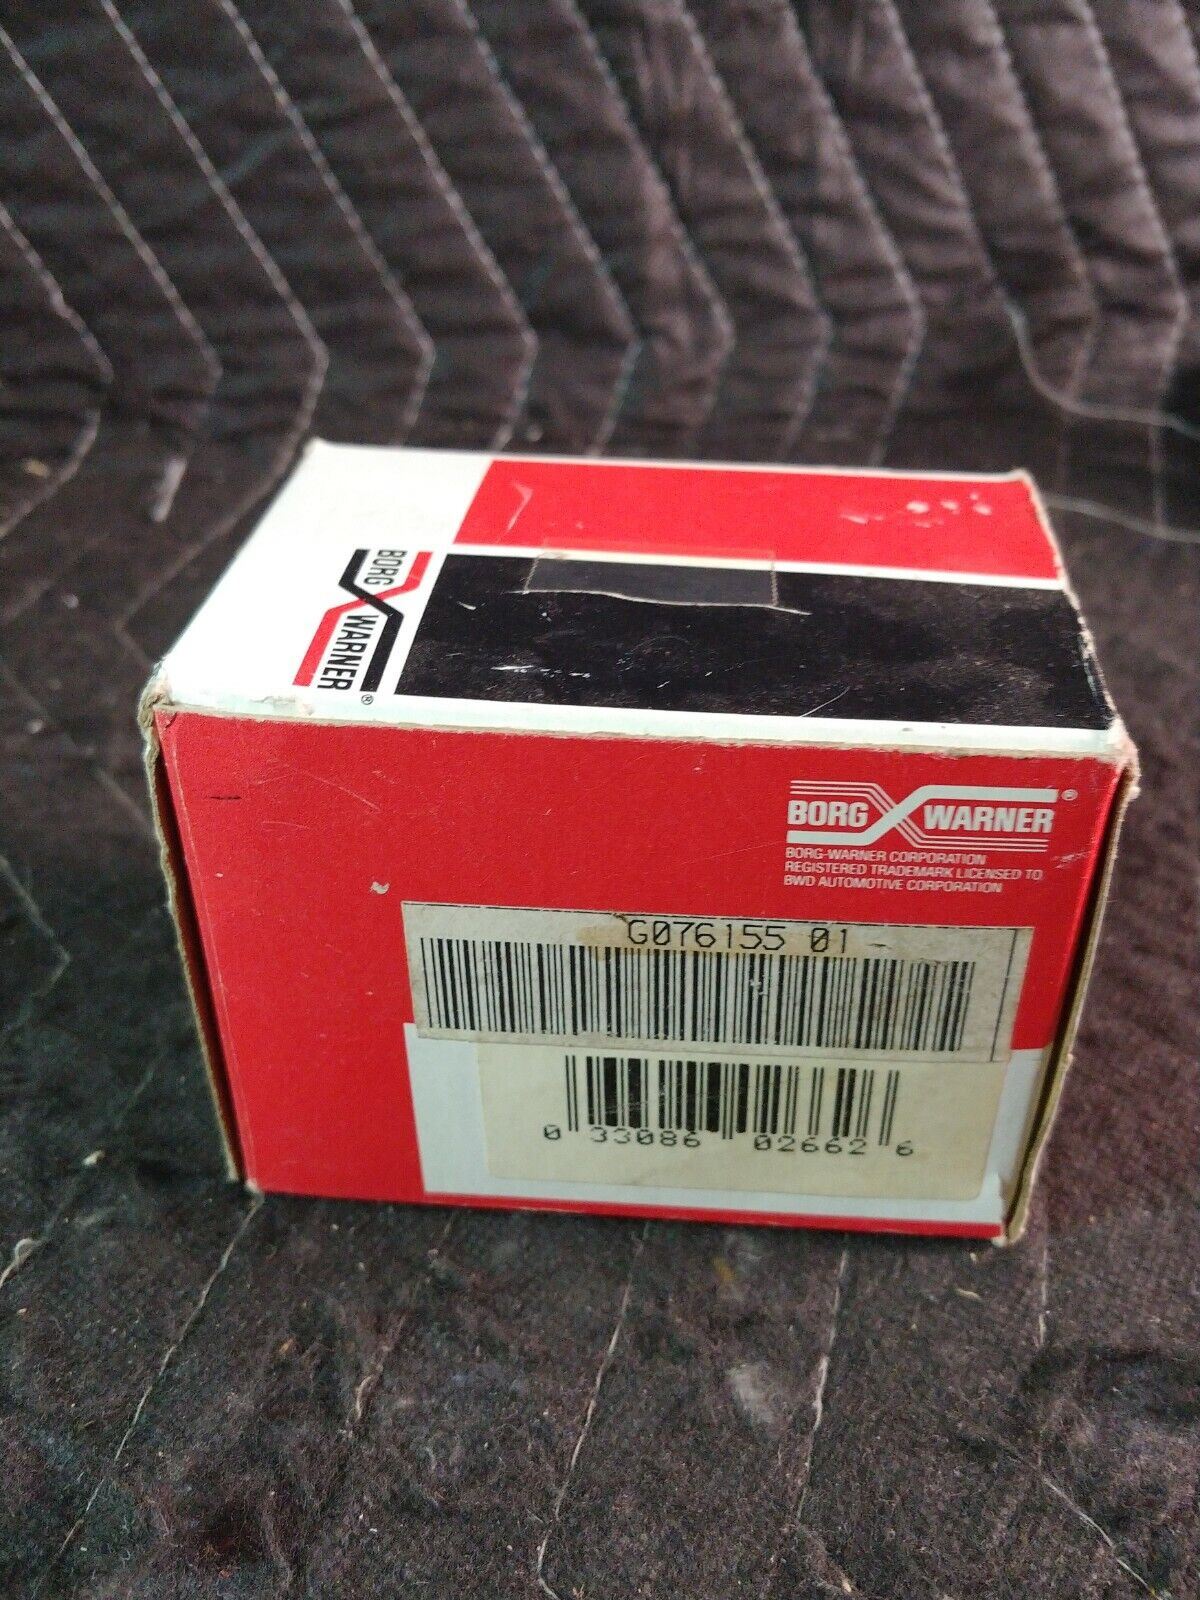 BORG WARNER®
BORG WARNER®
BORG-WARNER CORPORATION
REGISTERED TRADEMARK LICENSED TO
BWD AUTOMOTIVE CORPORATION
G076155 01
0 33086 02662 6